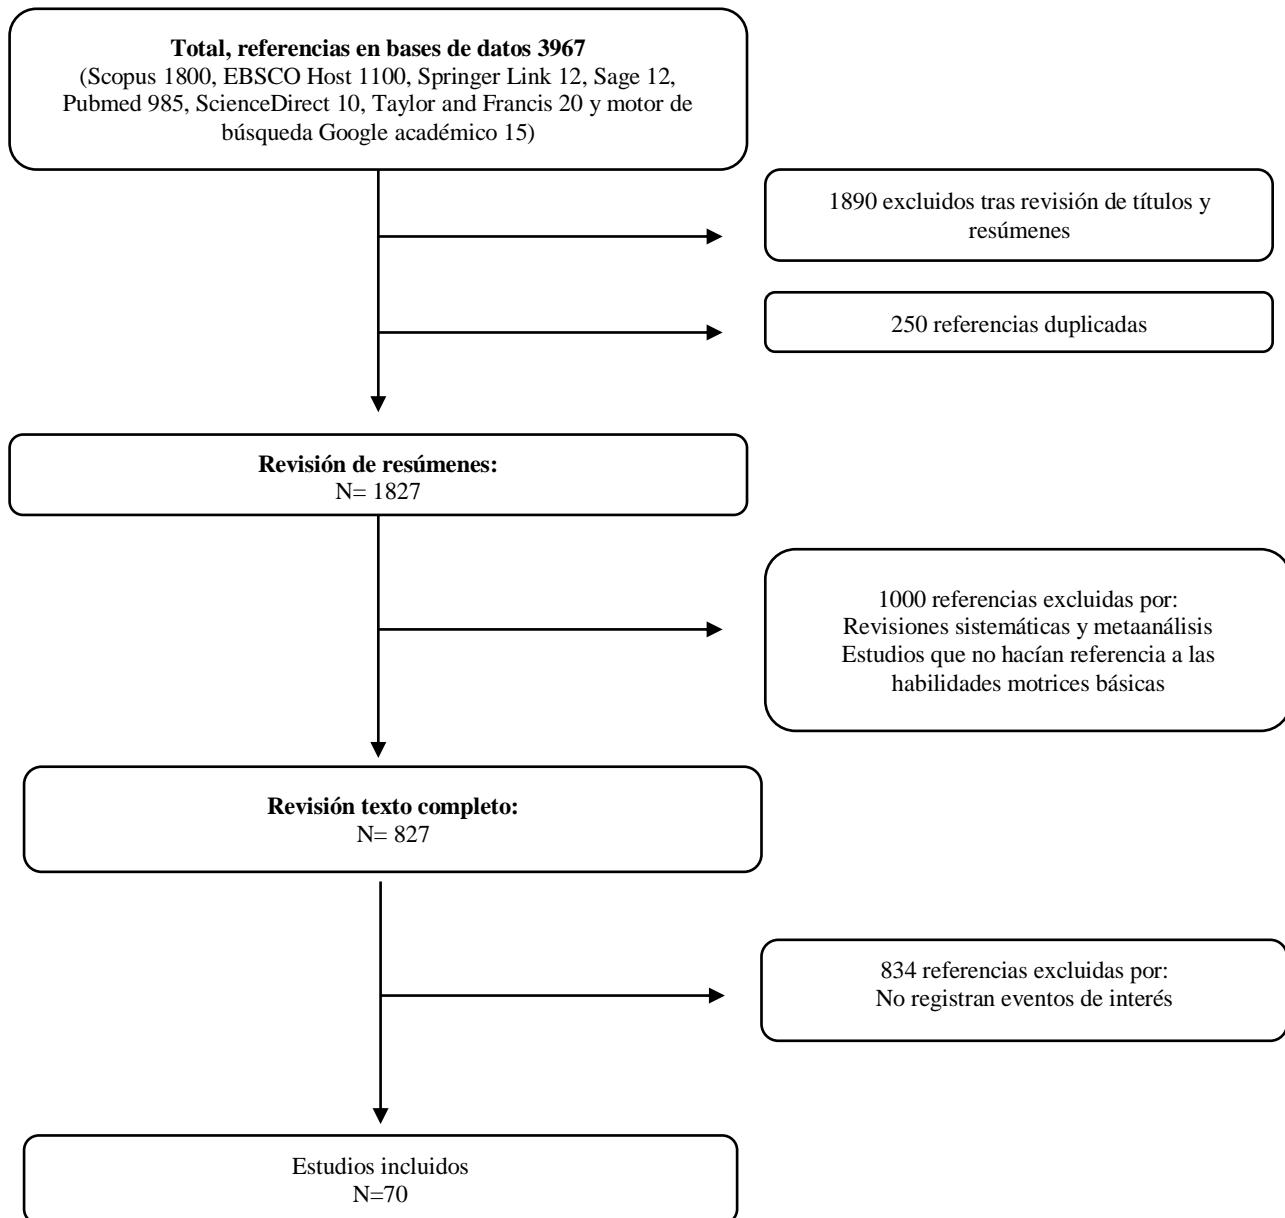 Total, referencias en bases de datos 3967
(Scopus 1800, EBSCO Host 1100, Springer Link 12, Sage 12,
Pubmed 985, ScienceDirect 10, Taylor and Francis 20 y motor de
búsqueda Google académico 15)
1890 excluidos tras revisión de títulos y
resúmenes
250 referencias duplicadas
Revisión de resúmenes:
N= 1827
1000 referencias excluidas por:
Revisiones sistemáticas y metaanálisis
Estudios que no hacían referencia a las
habilidades motrices básicas
Revisión texto completo:
N= 827
834 referencias excluidas por:
No registran eventos de interés
Estudios incluidos
N=70